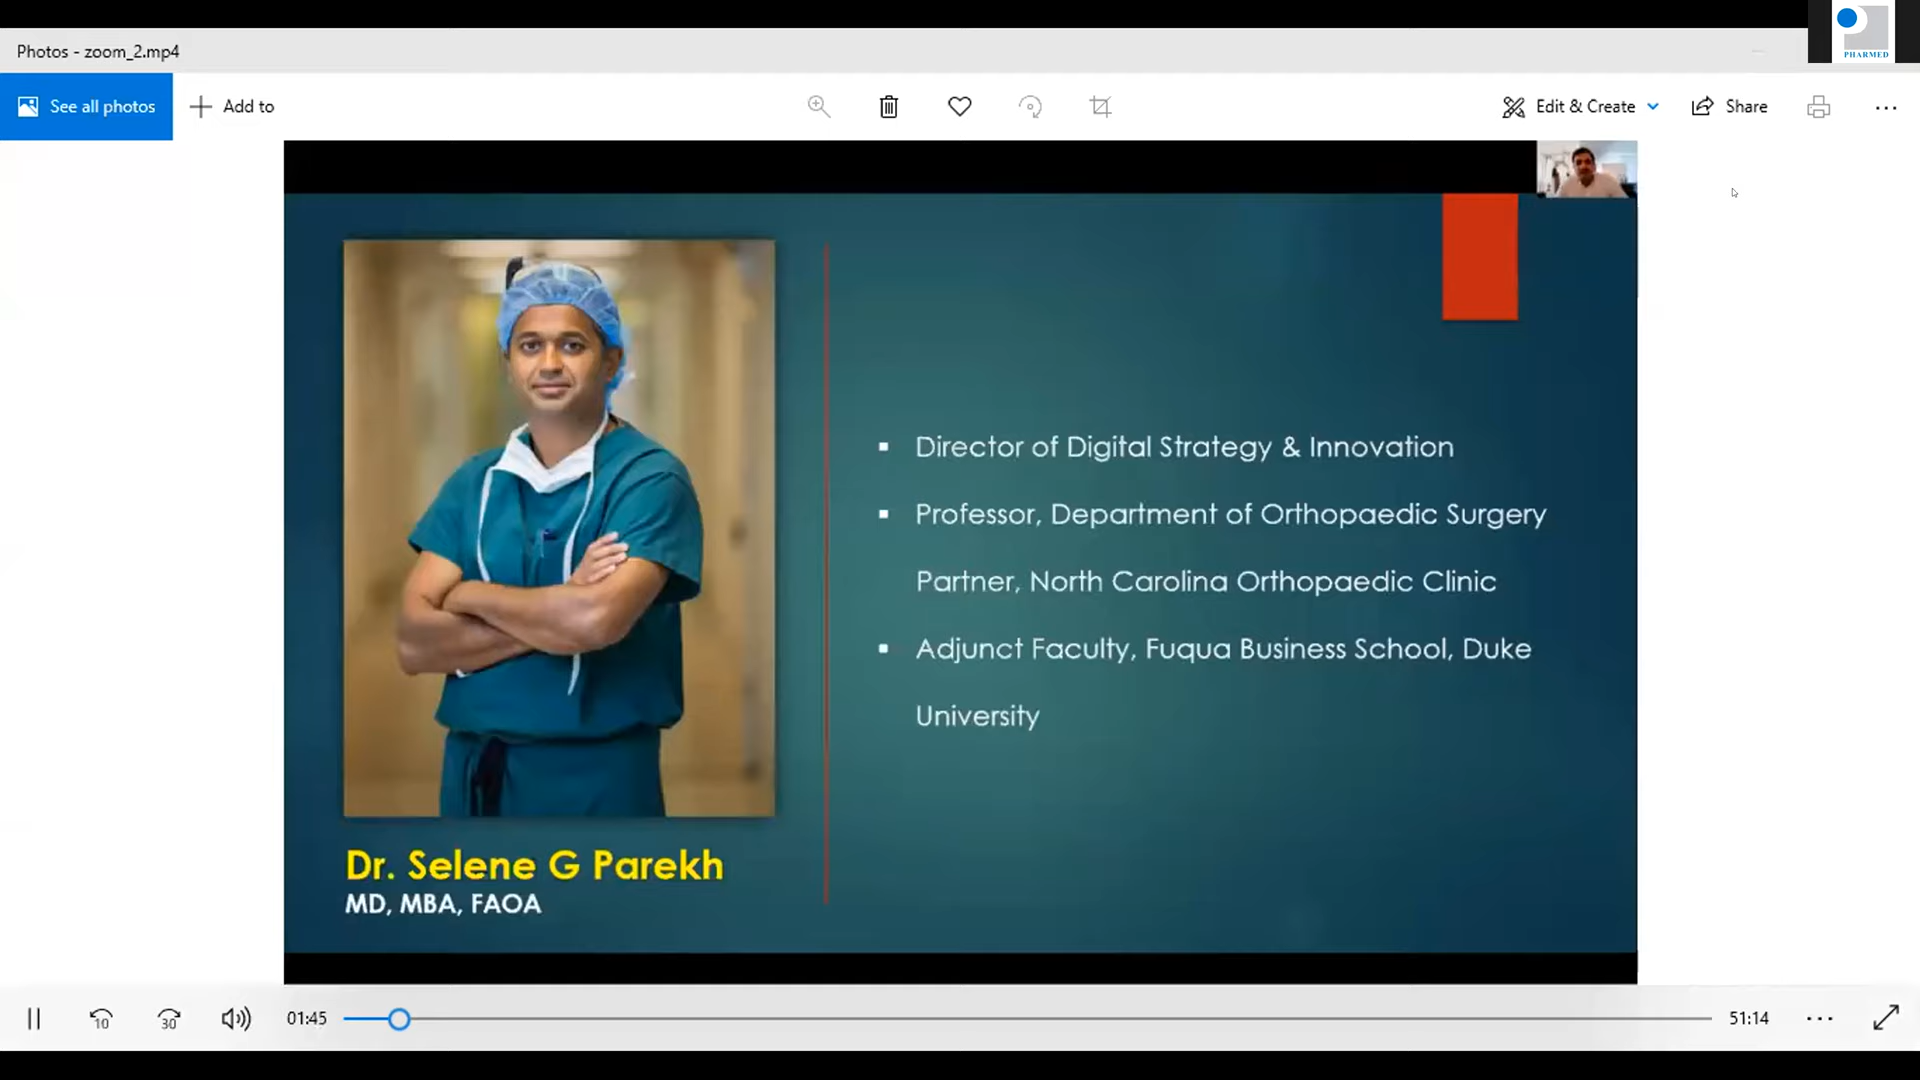 PHARMED
Photos - zoom_2.mp4
See all photos
Add to
Edit & Create
Share
Director of Digital Strategy & Innovation
Professor, Department of Orthopaedic Surgery
Partner, North Carolina Orthopaedic Clinic
Adjunct Faculty, Fuqua Business School, Duke
University
Dr. Selene G Parekh
MD, MBA, FAOA
10
30
01:45
51:14